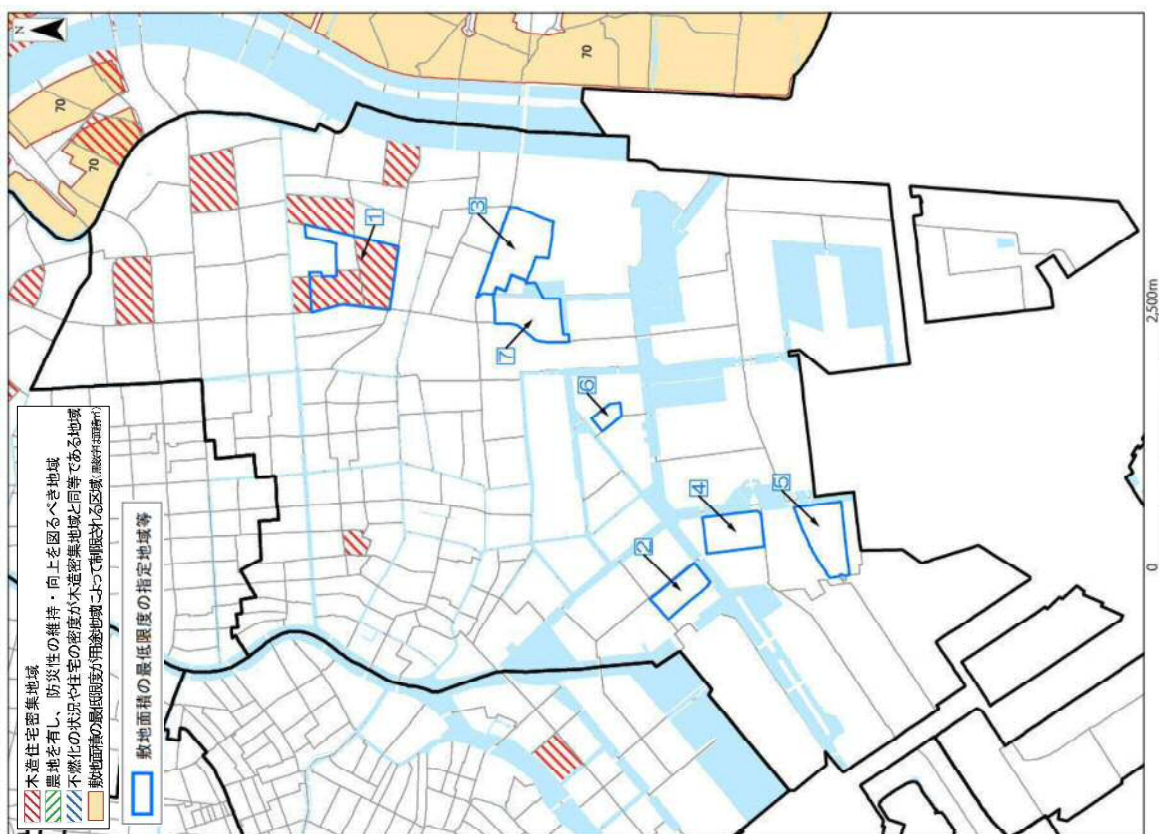 木造住宅密集地域
農地を有し、防災性の維持・向上を図るべき地域
不燃化の状況や住宅の密度が木造密集地域と同等である地域
敷地面積の最低限度が用途地域によって制限される区域
敷地面積の最低限度の指定地域等
N
70
70
70
1
3
7
6
4
2
5
0
2,500m